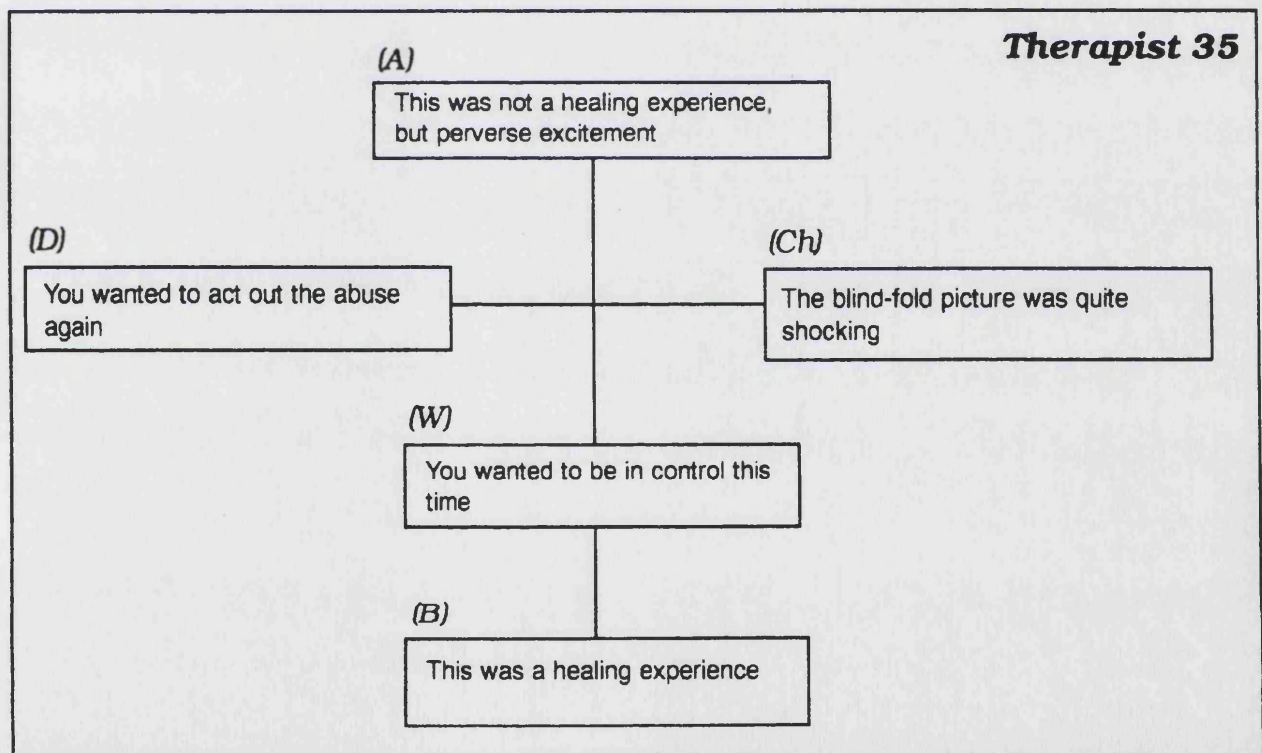 Therapist 35
(A)
This was not a healing experience,
but perverse excitement
(D)
You wanted to act out the abuse
again
(Ch)
The blind-fold picture was quite
shocking
(W)
You wanted to be in control this
time
(B)
This was a healing experience